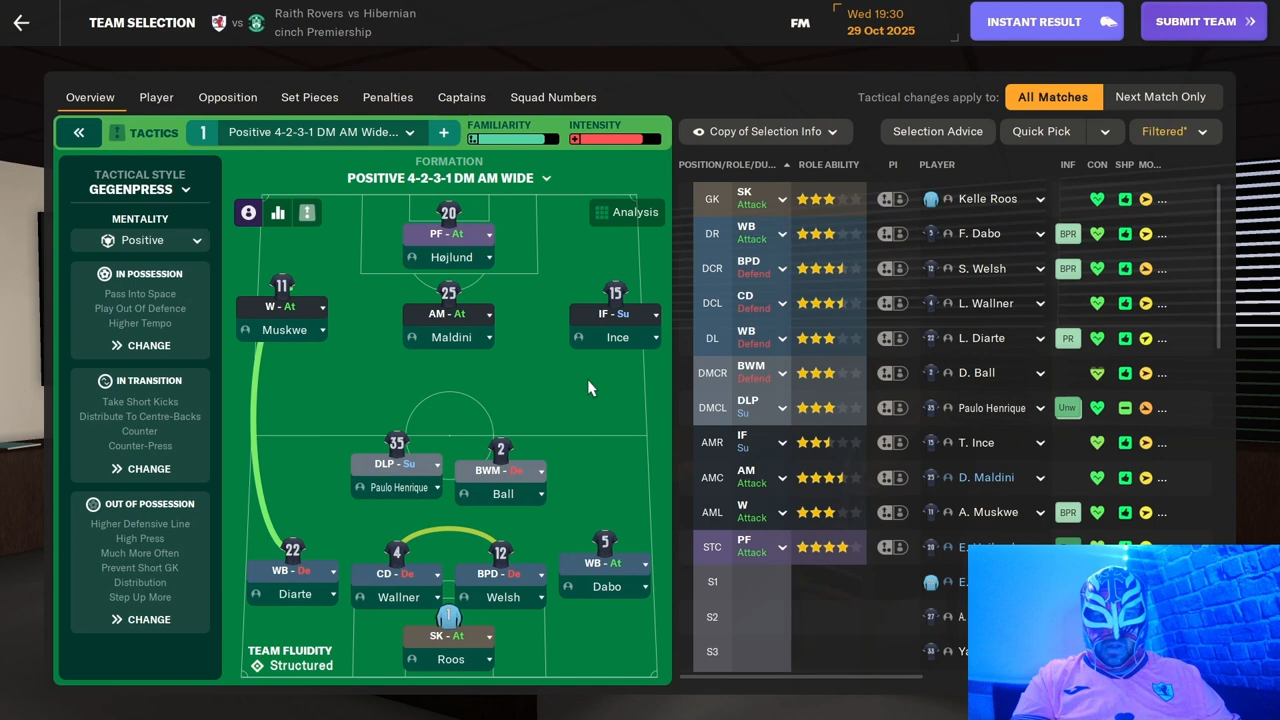 TEAM SELECTION
vs
Raith Rovers vs Hibernian
cinch Premiership
FM
Wed 19:30
29 Oct 2025
INSTANT RESULT
SUBMIT TEAM
Overview
Player
Opposition
Set Pieces
Penalties
Captains
Squad Numbers
Tactical changes apply to:
All Matches
Next Match Only
TACTICS
1
Positive 4-2-3-1 DM AM Wide...
FAMILIARITY
INTENSITY
TACTICAL STYLE
GEGENPRESS
MENTALITY
Positive
IN POSSESSION
Pass Into Space
Play Out Of Defence
Higher Tempo
CHANGE
IN TRANSITION
Take Short Kicks
Distribute To Centre-Backs
Counter
Counter-Press
CHANGE
OUT OF POSSESSION
Higher Defensive Line
High Press
Much More Often
Prevent Short GK
Distribution
Step Up More
CHANGE
FORMATION
POSITIVE 4-2-3-1 DM AM WIDE
Analysis
20
PF - At
Højlund
11
W - At
Muskwe
25
AM - At
Maldini
15
IF - Su
Ince
35
DLP - Su
Paulo Henrique
2
BWM - De
Ball
22
WB - De
Diarte
4
CD - De
Wallner
12
BPD - De
Welsh
5
WB - At
Dabo
1
SK - At
Roos
TEAM FLUIDITY
Structured
Copy of Selection Info
Selection Advice
Quick Pick
Filtered*
POSITION/ROLE/DU... ROLE ABILITY PI PLAYER INF CON SHP MO...
GK SK Attack Kelle Roos ...
DR WB Attack F. Dabo BPR ...
DCR BPD Defend S. Welsh BPR ...
DCL CD Defend L. Wallner ...
DL WB Defend L. Diarte PR ...
DMCR BWM Defend D. Ball ...
DMCL DLP Su Paulo Henrique Unw ...
AMR IF Su T. Ince ...
AMC AM Attack D. Maldini ...
AML W Attack A. Muskwe BPR ...
STC PF Attack
S1 E.
S2 A.
S3 Ya